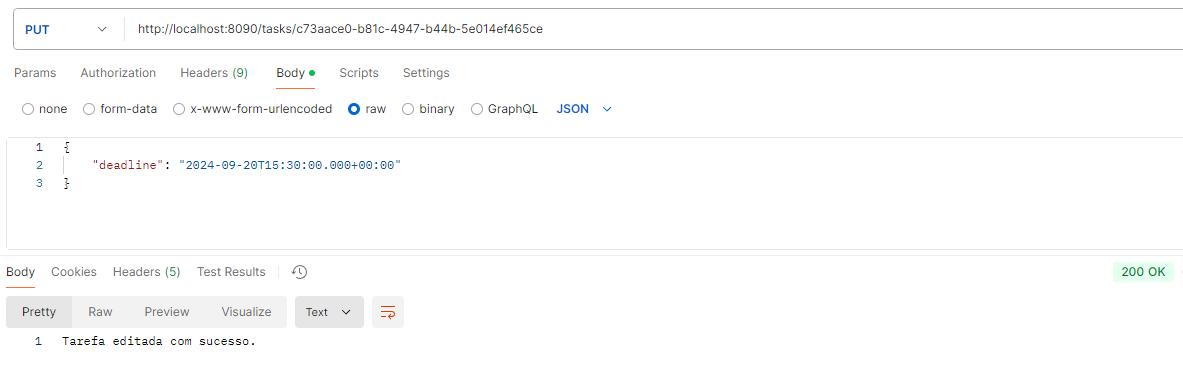 PUT http://localhost:8090/tasks/c73aace0-b81c-4947-b44b-5e014ef465ce
Params Authorization Headers (9) Body Scripts Settings
none form-data x-www-form-urlencoded raw binary GraphQL JSON
1 {
2 "deadline": "2024-09-20T15:30:00.000+00:00"
3 }
Body Cookies Headers (5) Test Results 200 OK
Pretty Raw Preview Visualize Text
1 Tarefa editada com sucesso.